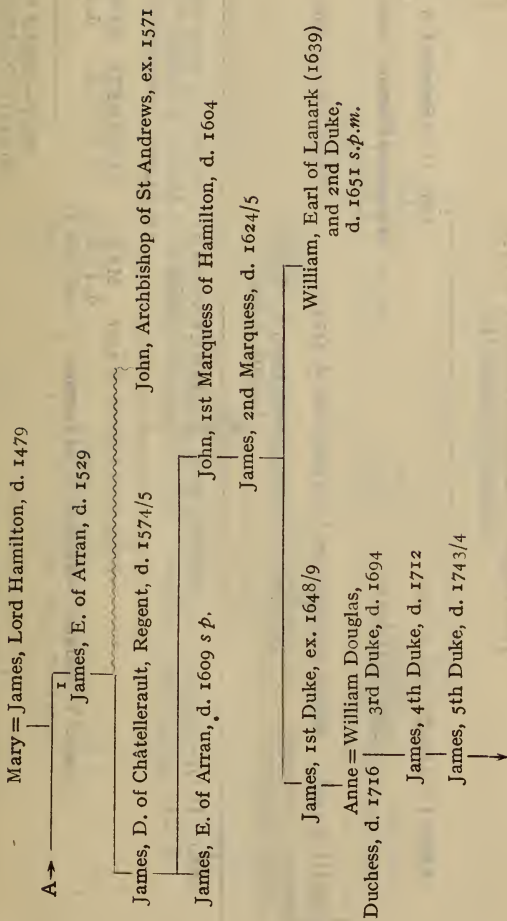 Mary = James, Lord Hamilton, d. 1479
A→
1
James, E. of Arran, d. 1529
James, D. of Châtellerault, Regent, d. 1574/5
John, Archbishop of St Andrews, ex. 1571
James, E. of Arran, d. 1609 s p.
John, 1st Marquess of Hamilton, d. 1604
James, 2nd Marquess, d. 1624/5
James, 1st Duke, ex. 1648/9
William, Earl of Lanark (1639)
and 2nd Duke,
d. 1651 s.p.m.
Anne = William Douglas,
Duchess, d. 1716 3rd Duke, d. 1694
James, 4th Duke, d. 1712
James, 5th Duke, d. 1743/4